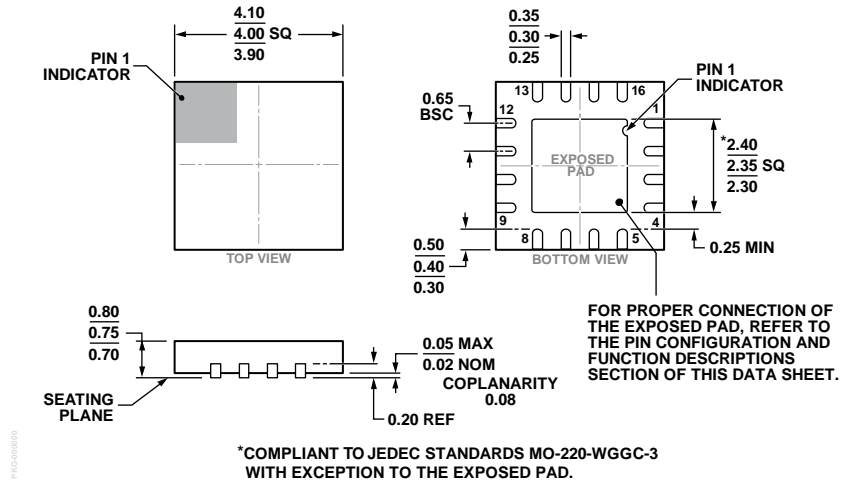 4.10
4.00 SQ
3.90
PIN 1
INDICATOR
TOP VIEW
0.35
0.30
0.25
PIN 1
INDICATOR
0.65
BSC
13
16
12
1
EXPOSED
PAD
*2.40
2.35 SQ
2.30
9
4
8
5
BOTTOM VIEW
0.50
0.40
0.30
0.25 MIN
FOR PROPER CONNECTION OF
THE EXPOSED PAD, REFER TO
THE PIN CONFIGURATION AND
FUNCTION DESCRIPTIONS
SECTION OF THIS DATA SHEET.
0.80
0.75
0.70
SEATING
PLANE
0.05 MAX
0.02 NOM
COPLANARITY
0.08
0.20 REF
*COMPLIANT TO JEDEC STANDARDS MO-220-WGGC-3
WITH EXCEPTION TO THE EXPOSED PAD.
PKG-000000